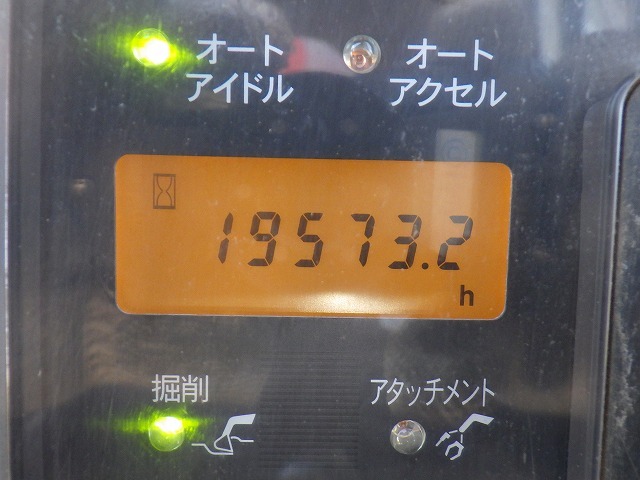 オート
アイドル
オート
アクセル
19573.2
h
掘削
アタッチメント